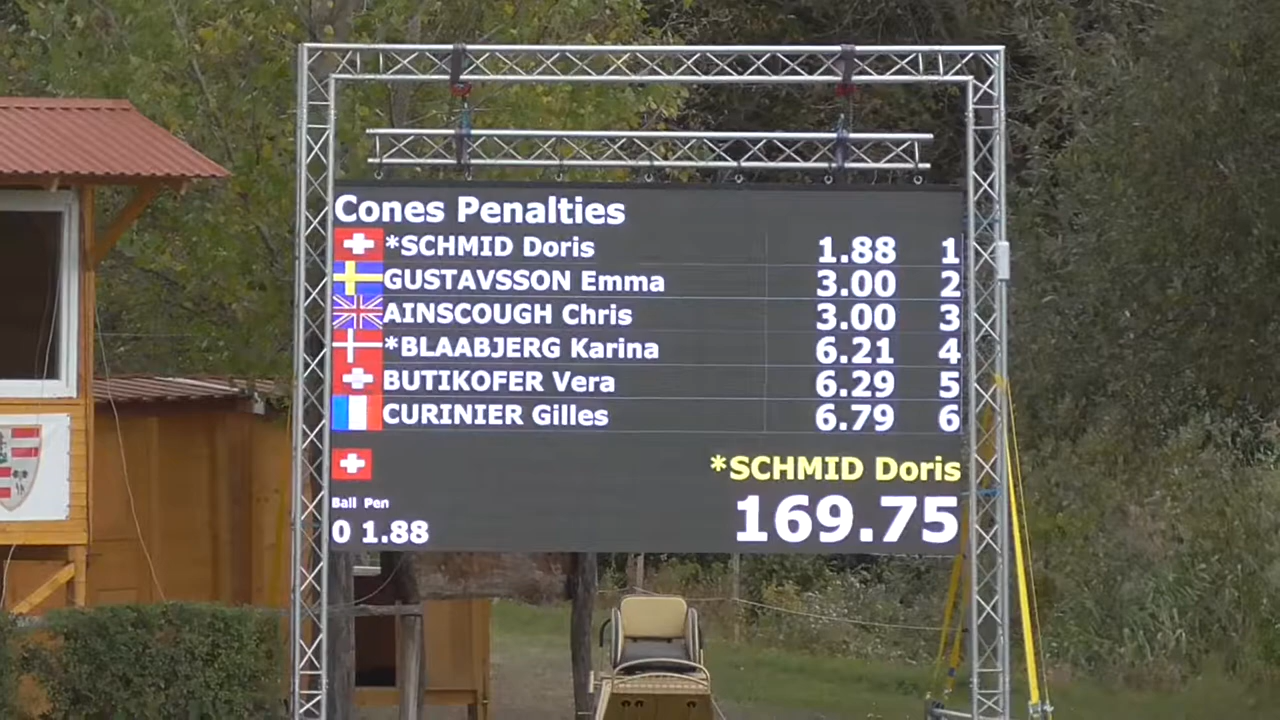 Cones Penalties
*SCHMID Doris 1.88 1
GUSTAVSSON Emma 3.00 2
AINSCOUGH Chris 3.00 3
*BLAABJERG Karina 6.21 4
BUTIKOFER Vera 6.29 5
CURINIER Gilles 6.79 6
*SCHMID Doris
Ball Pen
0 1.88 169.75